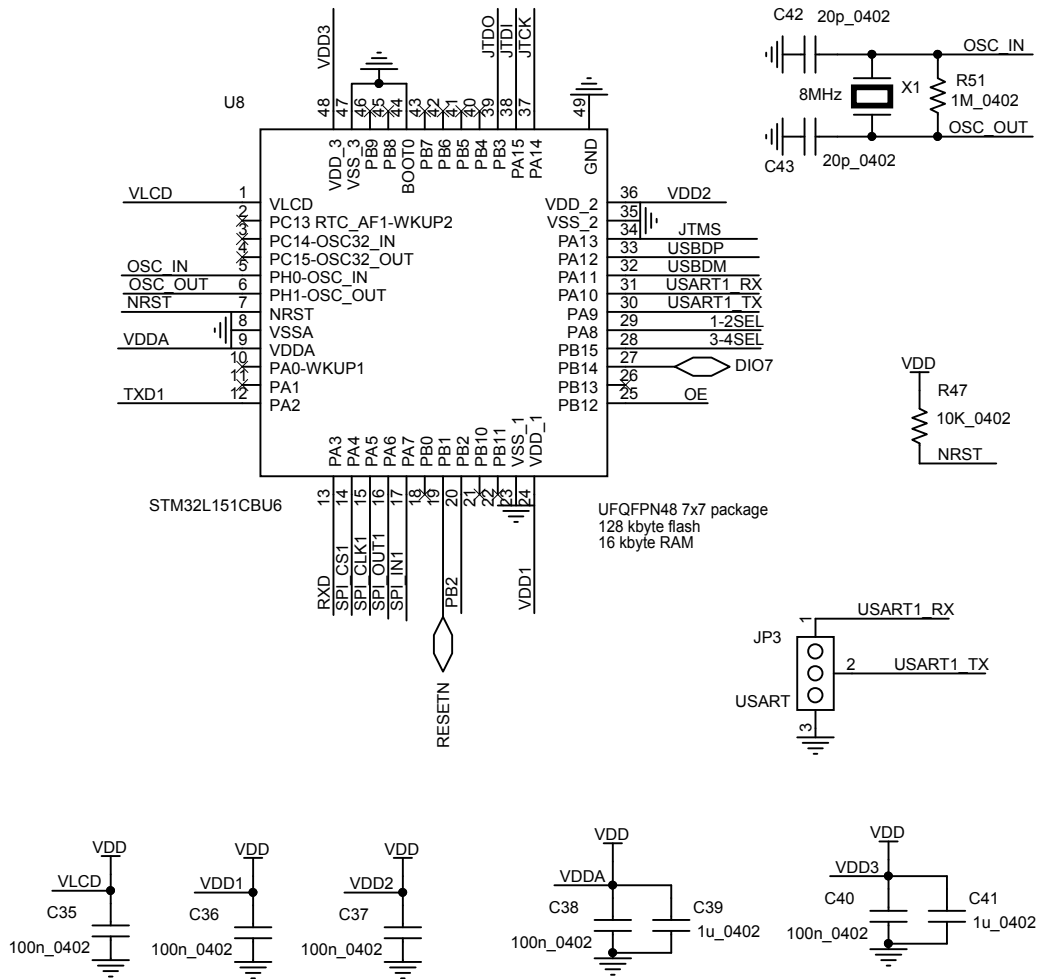 U8
VDD3
JTDO
JTDI
JTCK
48
47
46
45
44
43
42
41
40
39
38
37
49
VDD_3
VSS_3
PB9
PB8
BOOT0
PB7
PB6
PB5
PB4
PB3
PA15
PA14
GND
VLCD 1 VLCD
2 PC13 RTC_AF1-WKUP2
3 PC14-OSC32_IN
4 PC15-OSC32_OUT
OSC_IN 5 PH0-OSC_IN
OSC_OUT 6 PH1-OSC_OUT
NRST 7 NRST
8 VSSA
VDDA 9 VDDA
10 PA0-WKUP1
11 PA1
TXD1 12 PA2
VDD_2 36 VDD2
VSS_2 35
PA13 34 JTMS
PA12 33 USBDP
PA11 32 USBDM
PA10 31 USART1_RX
PA9 30 USART1_TX
PA8 29 1-2SEL
PB15 28 3-4SEL
PB14 27 DIO7
PB13 26
PB12 25 OE
PA3
PA4
PA5
PA6
PA7
PB0
PB1
PB2
PB10
PB11
VSS_1
VDD_1
13
14
15
16
17
18
19
20
21
22
23
24
RXD
SPI_CS1
SPI_CLK1
SPI_OUT1
SPI_IN1
PB2
VDD1
RESETN
STM32L151CBU6
UFQFPN48 7x7 package
128 kbyte flash
16 kbyte RAM
C42 20p_0402
OSC_IN
8MHz X1
R51
1M_0402
OSC_OUT
C43 20p_0402
VDD
R47
10K_0402
NRST
JP3
USART
1 USART1_RX
2 USART1_TX
3
VDD
VLCD
C35
100n_0402
VDD
VDD1
C36
100n_0402
VDD
VDD2
C37
100n_0402
VDD
VDDA
C38
100n_0402
C39
1u_0402
VDD
VDD3
C40
100n_0402
C41
1u_0402